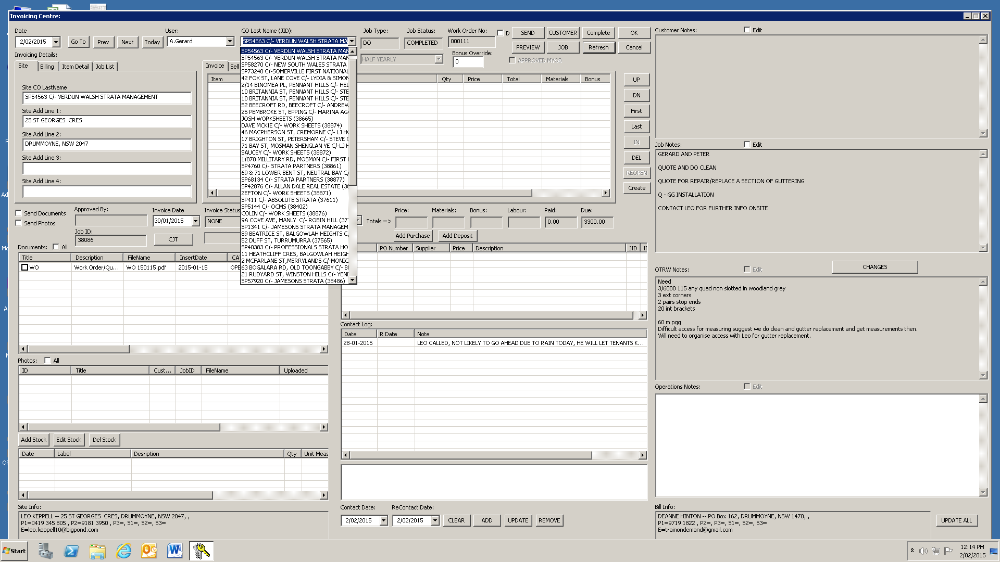 Invoicing Centre:
Date
2/02/2015
Go To
Prev
Next
Today
User:
A.Gerard
CO Last Name (JID):
SP54563 C/- VERDUN WALSH STRATA MA
Job Type:
DO
Job Status:
COMPLETED
Work Order No:
000111
D
SEND
CUSTOMER
Complete
OK
PREVIEW
JOB
Refresh
Cancel
HALF YEARLY
Bonus Override:
0
APPROVED MYOB
Invoicing Details:
Site
Billing
Item Detail
Job List
Site CO LastName
SP54563 C/- VERDUN WALSH STRATA MANAGEMENT
Site Add Line 1:
25 ST GEORGES  CRES
Site Add Line 2:
DRUMMOYNE, NSW 2047
Site Add Line 3:
Site Add Line 4:
SP54563 C/- VERDUN WALSH STRATA MAN
SP54563 C/- VERDUN WALSH STRATA MAN
SP58270 C/- NEW SOUTH WALES STRATA
SP73240 C/-SOMERVILLE FIRST NATIONAL
42 FOX ST, LANE COVE C/- LYDIA & SIMON
2/14 BINOMEA PL, PENNANT HILLS C/- HEL
10 BRITANNIA ST, PENNANT HILLS C/- STE
10 BRITANNIA ST, PENNANT HILLS C/- STE
52 BEECROFT RD, BEECROFT C/- ANDREW
25 PEMBROKE ST, EPPING C/- MARINA AG
JOSH WORKSHEETS (38665)
DAVE MCKIE C/- WORK SHEETS (38874)
46 MACPHERSON ST, CREMORNE C/- LJ H
17 BRIGHTON ST, PETERSHAM C/- STEVE
71 BAY ST, MOSMAN SHENGLAN YE C/-LJ H
SAUCEY C/- WORK SHEETS (38872)
1/870 MILLITARY RD, MOSMAN C/- FIRST
SP4760 C/- STRATA PARTNERS (38861)
69 & 71 LOWER BENT ST, NEUTRAL BAY C/
SP68134 C/- STRATA PARTNERS (38877)
SP42876 C/- ALLAN DALE REAL ESTATE (38
ZEFTON C/- WORK SHEETS (38871)
SP411 C/- ABSOLUTE STRATA (37611)
SP5144 C/- OCMS (38402)
COLIN C/- WORK SHEETS (38876)
9A COVE AVE, MANLY  C/- ROBIN HILL (37
SP1341 C/- JAMESONS STRATA MANAGEM
89 BEATRICE ST, BALGOWLAH HEIGHTS C/
52 DUFF ST, TURRUMURRA (37565)
SP40383 C/- PROFESSIONALS STRATA HO
11 HEATHCLIFF CRES, BALGOWLAH HEIGH
2 MCFARLANE ST,MERRYLANDS C/-MONIC
63 BOGALARA RD, OLD TOONGABBY C/- B
21 RUDYARD ST, WINSTON HILLS C/- YEN
SP57920 C/- JAMESONS STRATA (38486)
Invoice
Sell
Item
Qty
Price
Total
Materials
Bonus
UP
DN
First
Last
IN
DEL
REOPEN
Create
Send Documents
Send Photos
Approved By:
Job ID:
38086
Invoice Date
30/01/2015
CJT
Invoice Status
NONE
Totals =>
Price:
Materials:
Bonus:
Labour:
Paid:
0.00
Due:
3300.00
Add Purchase
Add Deposit
Documents:
All
Title
Description
FileName
InsertDate
CA
WO
Work Order/Qu...
WO 150115.pdf
2015-01-15
OPE
PO Number
Supplier
Price
Description
JID
Contact Log:
Date
R Date
Note
28-01-2015
LEO CALLED, NOT LIKELY TO GO AHEAD DUE TO RAIN TODAY, HE WILL LET TENANTS K...
Photos:
All
ID
Title
Cust...
JobID
FileName
Uploaded
Add Stock
Edit Stock
Del Stock
Date
Label
Desription
Qty
Unit Meas
Site Info:
LEO KEPPELL -- 25 ST GEORGES  CRES, DRUMMOYNE, NSW 2047, ,
P1=0419 345 805 , P2=9181 3950 , P3=, S1=, S2=, S3=
E=leo.keppell10@bigpond.com
Contact Date:
2/02/2015
ReContact Date:
2/02/2015
CLEAR
ADD
UPDATE
REMOVE
Customer Notes:
Edit
Job Notes:
Edit
GERARD AND PETER
QUOTE AND DO CLEAN
QUOTE FOR REPAIR/REPLACE A SECTION OF GUTTERING
Q - GG INSTALLATION
CONTACT LEO FOR FURTHER INFO ONSITE
OTRW Notes:
Edit
CHANGES
Need
3/6000 115 any quad non slotted in woodland grey
3 ext corners
2 pairs stop ends
20 int brackets
60 m pgg
Difficult access for measuring suggest we do clean and gutter replacement and get measurements then.
Will need to organise access with Leo for gutter replacement.
Operations Notes:
Edit
Bill Info:
DEANNE HINTON -- PO Box 162, DRUMMOYNE, NSW 1470, ,
P1=9719 1822 , P2=, P3=, S1=, S2=, S3=
E=trainondemand@gmail.com
UPDATE ALL
Start
12:14 PM
2/02/2015